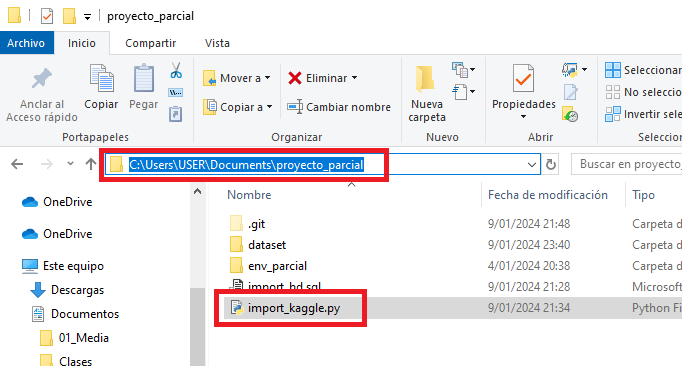 proyecto_parcial
Archivo Inicio Compartir Vista
Anclar al Acceso rápido
Copiar
Pegar
Mover a
Copiar a
Eliminar
Cambiar nombre
Nueva carpeta
Propiedades
Seleccionar
No seleccio
Invertir selec
Portapapeles Organizar Nuevo Abrir Seleccio
C:\Users\USER\Documents\proyecto_parcial
Buscar en proyecto_
Nombre Fecha de modificación Tipo
OneDrive
OneDrive
Este equipo
Descargas
Documentos
01_Media
Clases
.git 9/01/2024 21:48 Carpeta d
dataset 9/01/2024 23:40 Carpeta d
env_parcial 4/01/2024 20:38 Carpeta d
import_bd.sql 9/01/2024 21:28 Microsof
import_kaggle.py 9/01/2024 21:34 Python Fi